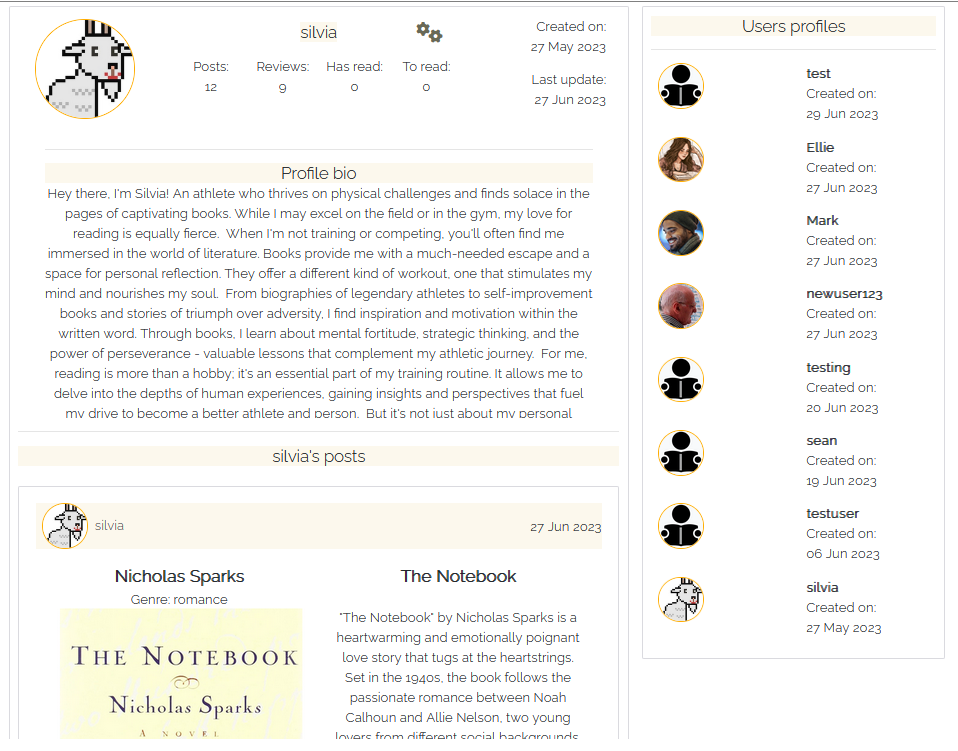 silvia
Posts:
12
Reviews:
9
Has read:
0
To read:
0
Created on:
27 May 2023
Last update:
27 Jun 2023
Profile bio
Hey there, I'm Silvia! An athlete who thrives on physical challenges and finds solace in the
pages of captivating books. While I may excel on the field or in the gym, my love for
reading is equally fierce. When I'm not training or competing, you'll often find me
immersed in the world of literature. Books provide me with a much-needed escape and a
space for personal reflection. They offer a different kind of workout, one that stimulates my
mind and nourishes my soul. From biographies of legendary athletes to self-improvement
books and stories of triumph over adversity, I find inspiration and motivation within the
written word. Through books, I learn about mental fortitude, strategic thinking, and the
power of perseverance - valuable lessons that complement my athletic journey. For me,
reading is more than a hobby; it's an essential part of my training routine. It allows me to
delve into the depths of human experiences, gaining insights and perspectives that fuel
my drive to become a better athlete and person. But it's not just about my personal
silvia's posts
silvia
27 Jun 2023
Nicholas Sparks
Genre: romance
THE NOTEBOOK
Nicholas Sparks
A NOVEL
The Notebook
"The Notebook" by Nicholas Sparks is a
heartwarming and emotionally poignant
love story that tugs at the heartstrings.
Set in the 1940s, the book follows the
passionate romance between Noah
Calhoun and Allie Nelson, two young
lovers from different social backgrounds.
Users profiles
test
Created on:
29 Jun 2023
Ellie
Created on:
27 Jun 2023
Mark
Created on:
27 Jun 2023
newuser123
Created on:
27 Jun 2023
testing
Created on:
20 Jun 2023
sean
Created on:
19 Jun 2023
testuser
Created on:
06 Jun 2023
silvia
Created on:
27 May 2023